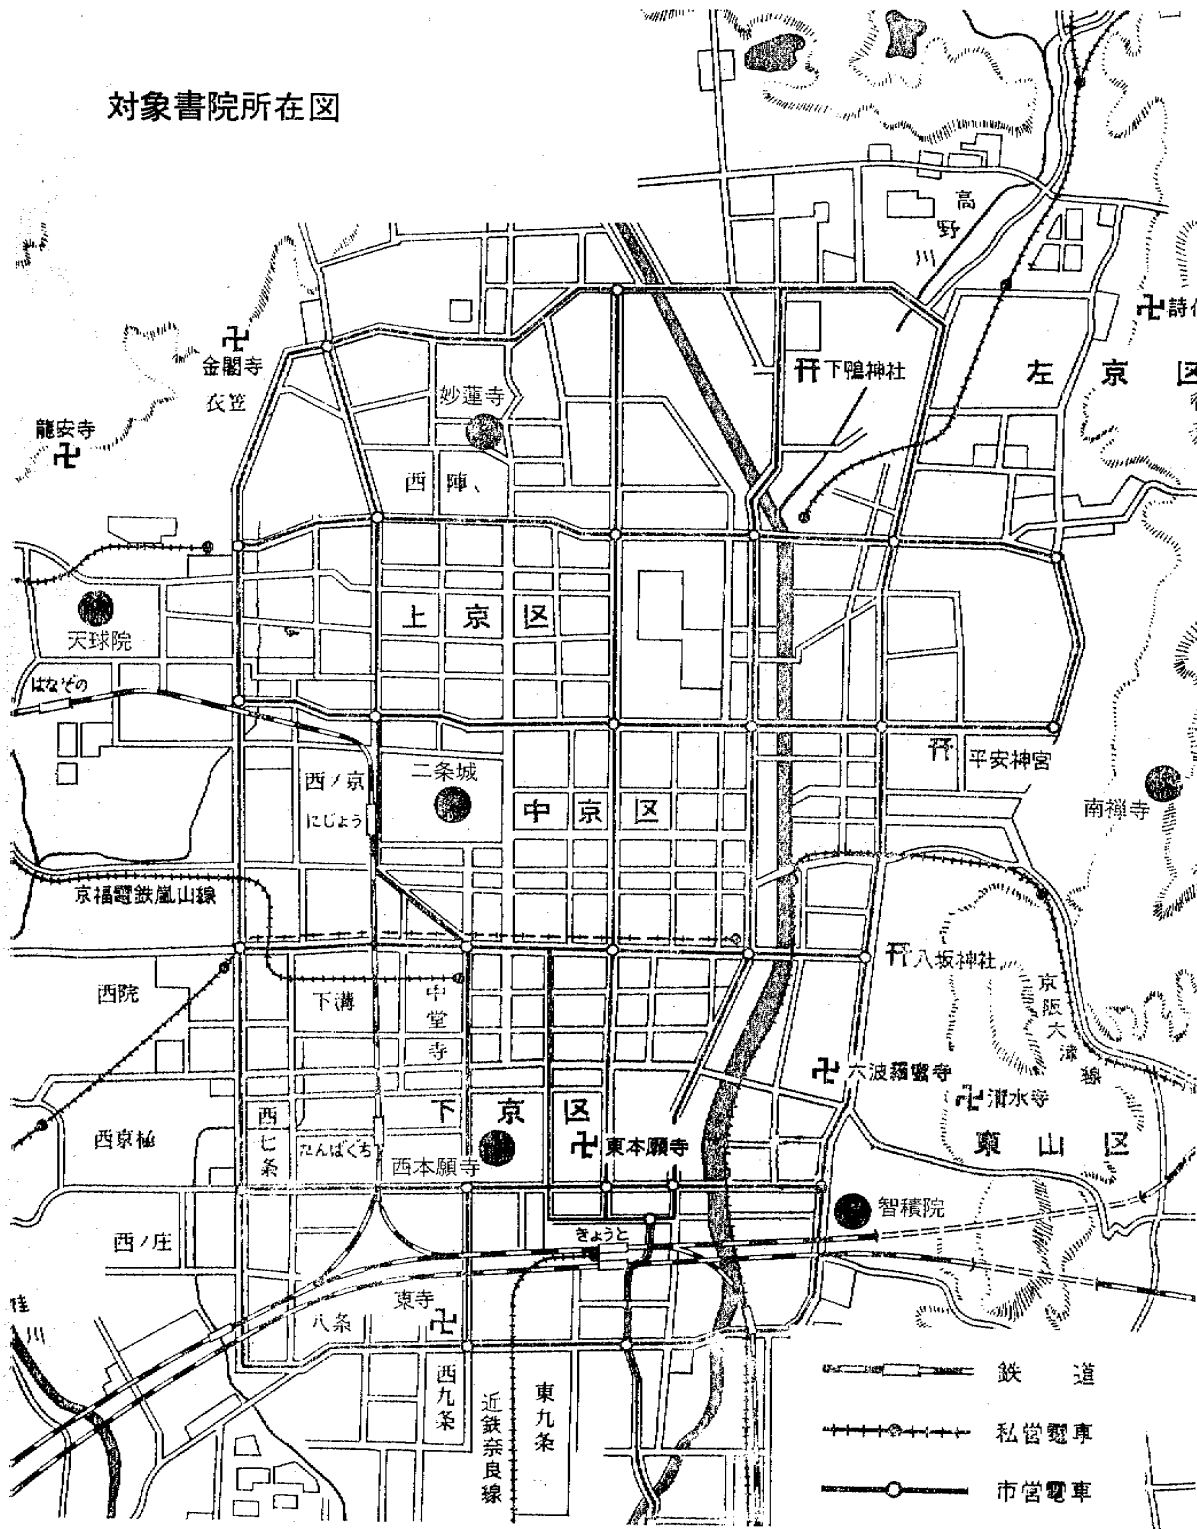 対象書院所在図
高野川
金閣寺
衣笠
龍安寺
妙蓮寺
下鴨神社
左京区
西陣
上京区
天球院
はなぞの
西ノ京
にじょう
二条城
中京区
平安神宮
南禅寺
京福電鉄嵐山線
八坂神社
京阪大津線
西院
下溝
中堂寺
六波羅蜜寺
清水寺
西京極
西七条
たんばぐち
下京区
西本願寺
東本願寺
東山区
智積院
西ノ庄
きょうと
桂川
東寺
八条
西九条
近鉄奈良線
東九条
鉄道
私営電車
市営電車